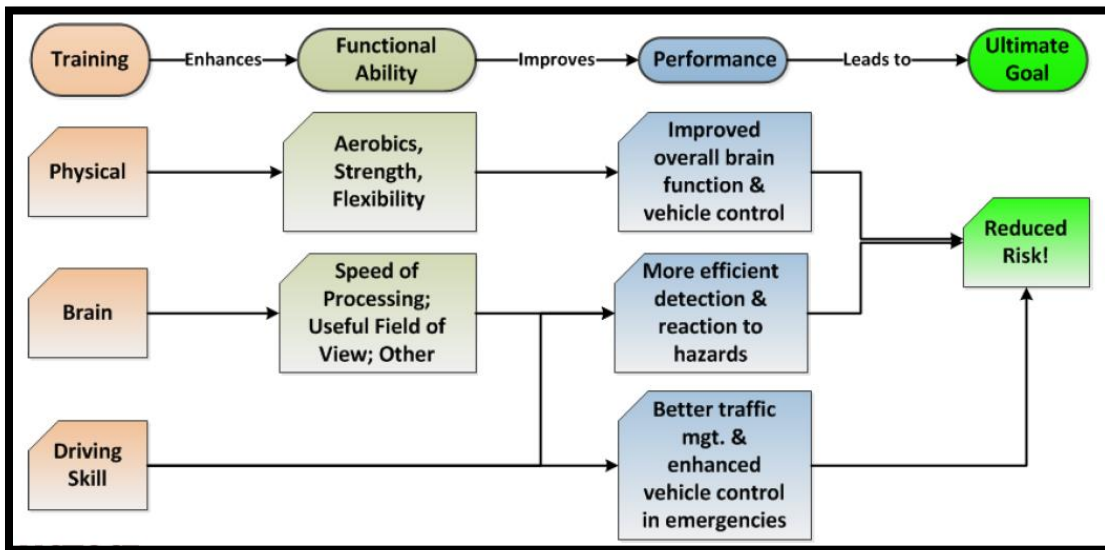 Training
Enhances
Functional
Ability
Improves
Performance
Leads to
Ultimate
Goal
Physical
Aerobics,
Strength,
Flexibility
Improved
overall brain
function &
vehicle control
Reduced
Risk!
Brain
Speed of
Processing;
Useful Field of
View; Other
More efficient
detection &
reaction to
hazards
Driving
Skill
Better traffic
mgt. &
enhanced
vehicle control
in emergencies